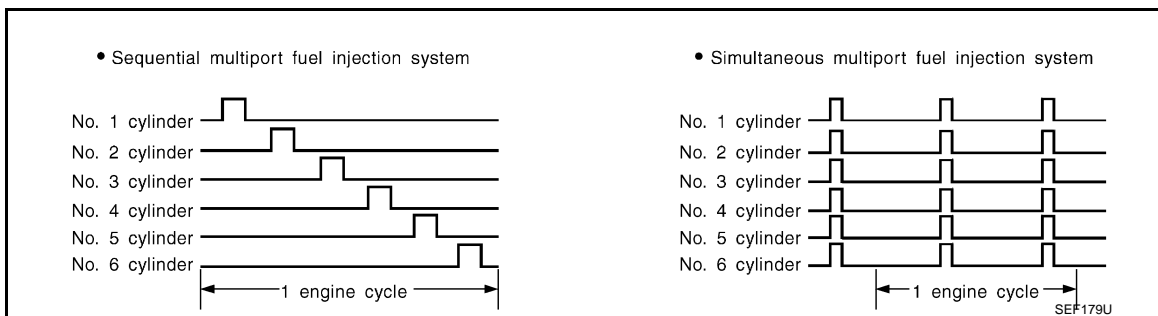 • Sequential multiport fuel injection system
No. 1 cylinder
No. 2 cylinder
No. 3 cylinder
No. 4 cylinder
No. 5 cylinder
No. 6 cylinder
1 engine cycle
• Simultaneous multiport fuel injection system
No. 1 cylinder
No. 2 cylinder
No. 3 cylinder
No. 4 cylinder
No. 5 cylinder
No. 6 cylinder
1 engine cycle
SEF179U